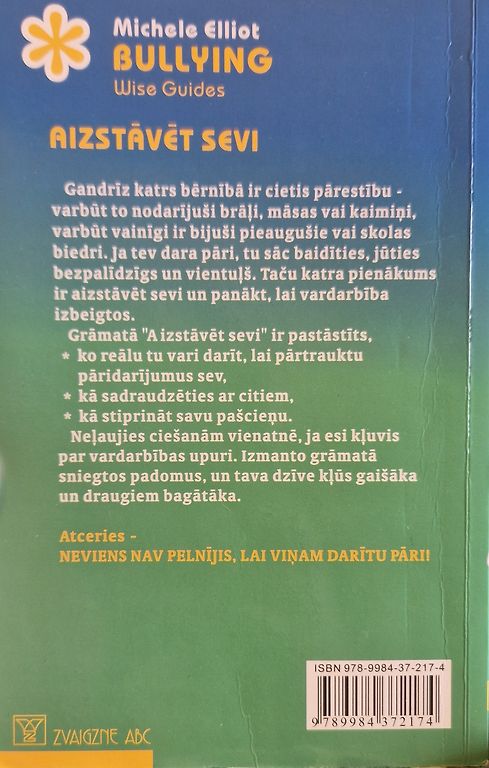 Michele Elliot
BULLYING
Wise Guides
AIZSTĀVĒT SEVI
Gandrīz katrs bērnībā ir cietis pārestību -
varbūt to nodarījuši brāļi, māsas vai kaimiņi,
varbūt vainīgi ir bijuši pieaugušie vai skolas
biedri. Ja tev dara pāri, tu sāc baidīties, jūties
bezpalīdzīgs un vientuļš. Taču katra pienākums
ir aizstāvēt sevi un panākt, lai vardarbība
izbeigtos.
Grāmatā "Aizstāvēt sevi" ir pastāstīts,
* ko reālu tu vari darīt, lai pārtrauktu
pāridarījumus sev,
* kā sadraudzēties ar citiem,
* kā stiprināt savu pašcieņu.
Neļaujies ciešanām vienatnē, ja esi kļuvis
par vardarbības upuri. Izmanto grāmatā
sniegtos padomus, un tava dzīve kļūs gaišāka
un draugiem bagātāka.
Atceries -
NEVIENS NAV PELNĪJIS, LAI VIŅAM DARĪTU PĀRI!
ISBN 978-9984-37-217-4
9 789984 372174
ZVAIGZNE ABC